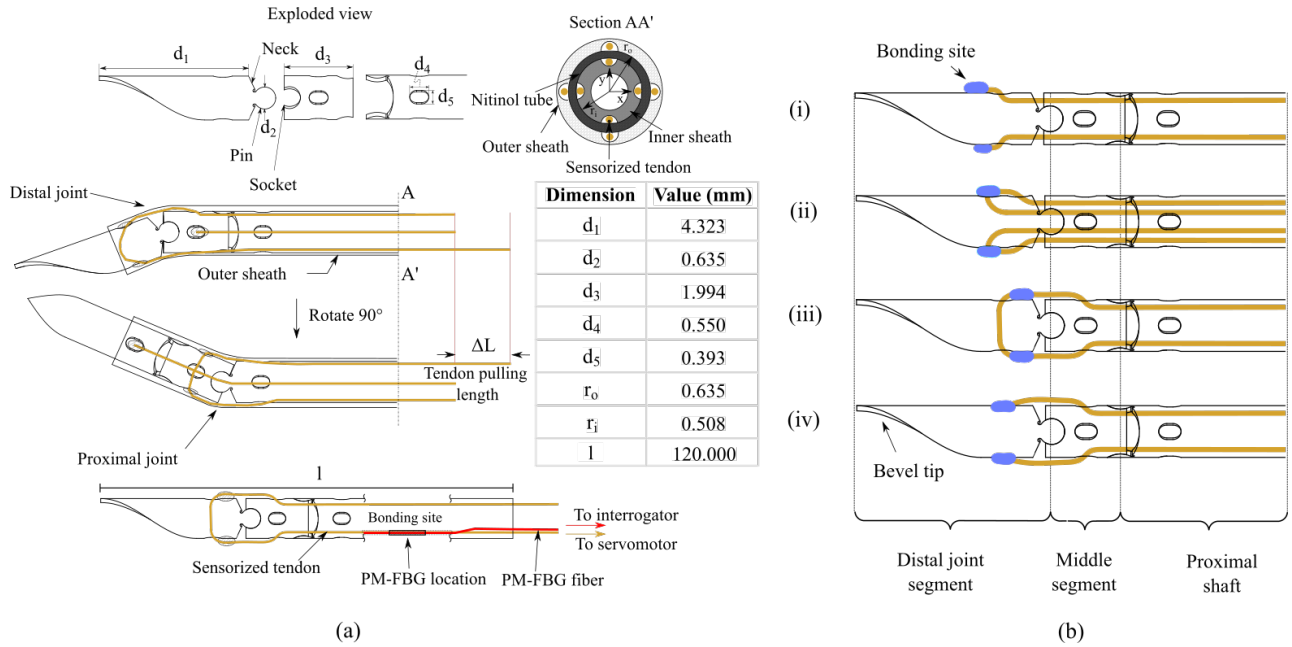 Exploded view
d₁
Neck
d₃
d₄
d₅
d₂
Pin
Socket
Section AA'
rₒ
y
x
rᵢ
Nitinol tube
Outer sheath
Inner sheath
Sensorized tendon
Distal joint
A
Outer sheath
A'
Rotate 90°
ΔL
Tendon pulling
length
Proximal joint
Dimension Value (mm)
d₁ 4.323
d₂ 0.635
d₃ 1.994
d₄ 0.550
d₅ 0.393
rₒ 0.635
rᵢ 0.508
l 120.000
l
Bonding site
To interrogator
To servomotor
Sensorized tendon
PM-FBG location
PM-FBG fiber
(a)
Bonding site
(i)
(ii)
(iii)
(iv)
Bevel tip
Distal joint
segment
Middle
segment
Proximal
shaft
(b)